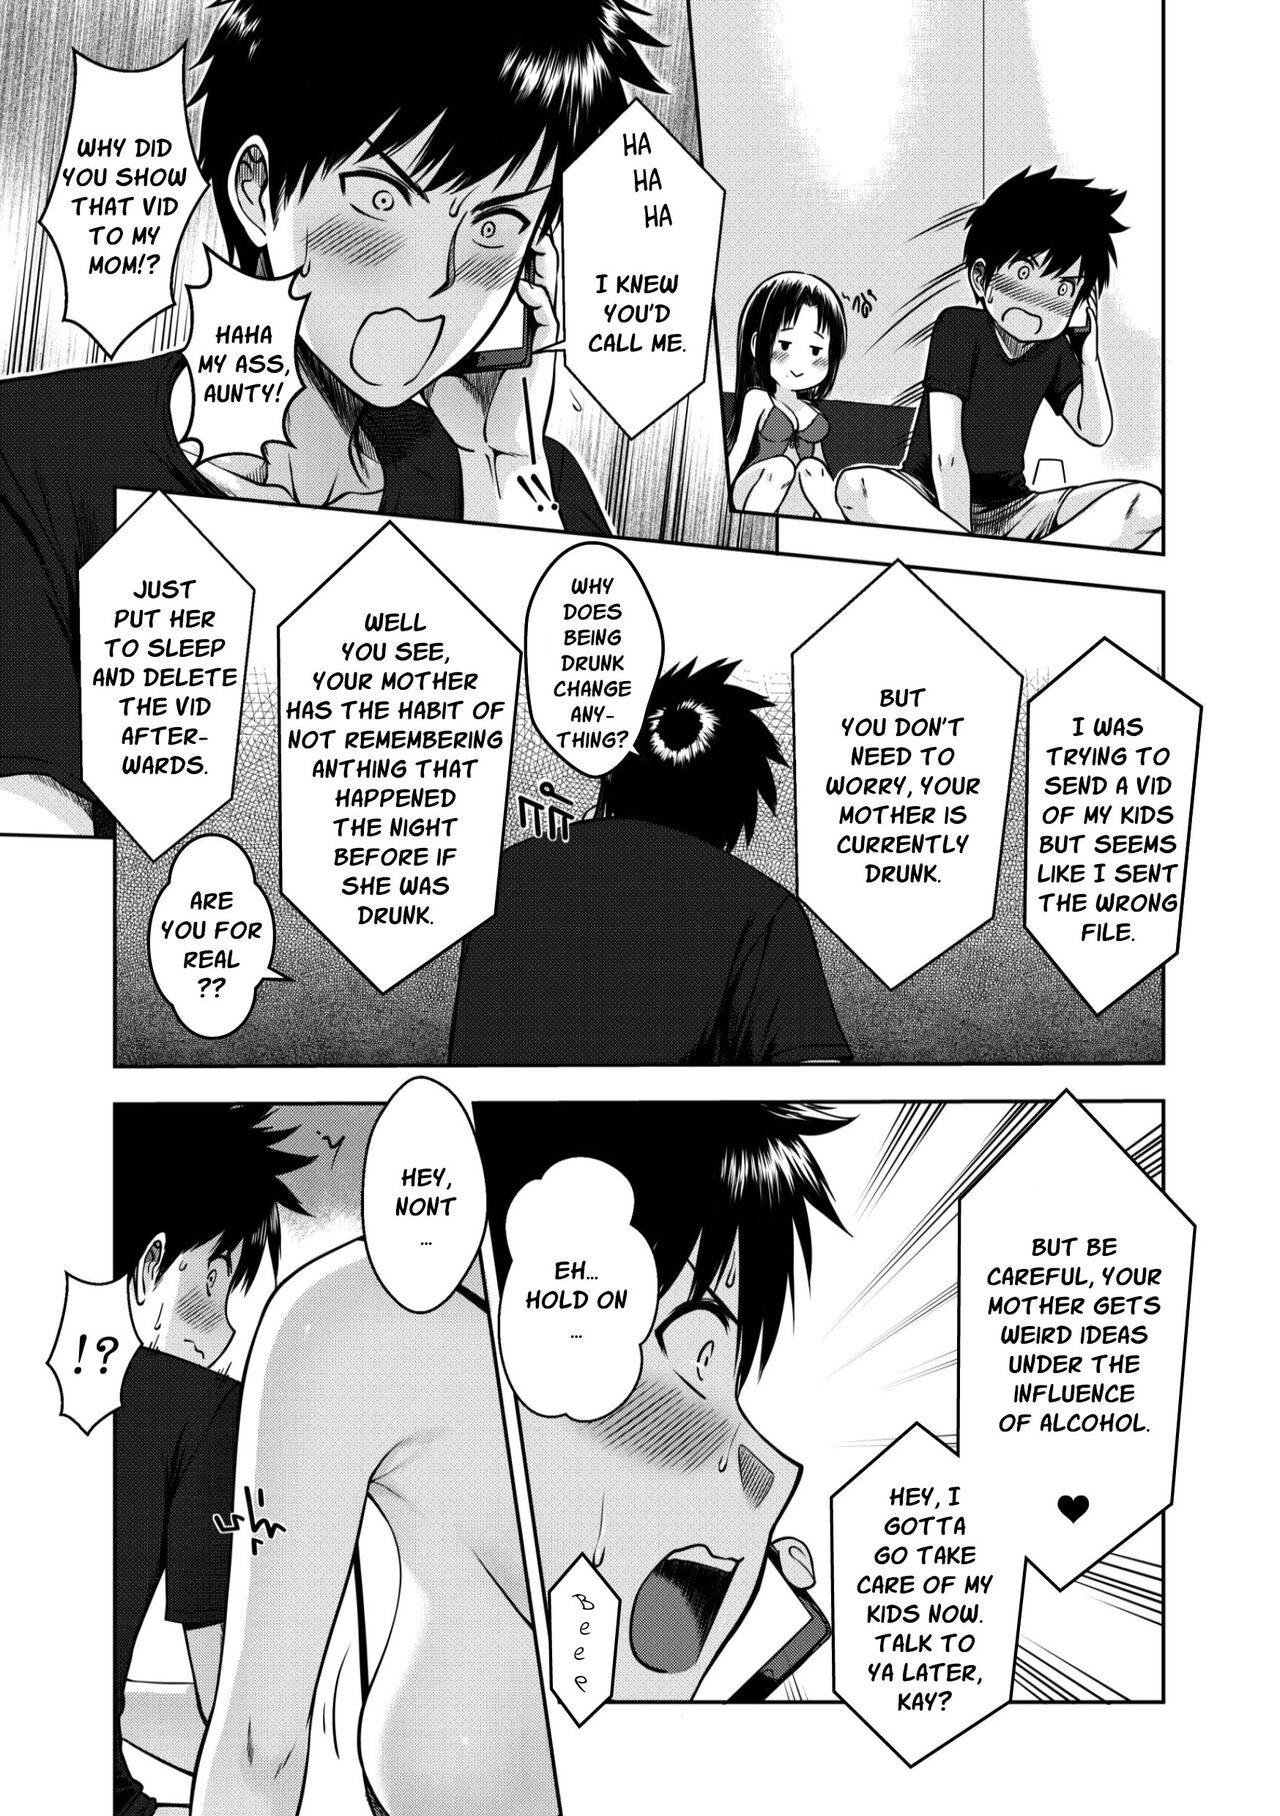 HA
HA
HA
I KNEW
YOU'D
CALL ME.
WHY DID
YOU SHOW
THAT VID
TO MY
MOM!?
HAHA
MY ASS,
AUNTY!
I WAS
TRYING TO
SEND A VID
OF MY KIDS
BUT SEEMS
LIKE I SENT
THE WRONG
FILE.
BUT
YOU DON'T
NEED TO
WORRY, YOUR
MOTHER IS
CURRENTLY
DRUNK.
WHY
DOES
BEING
DRUNK
CHANGE
ANY-
THING?
WELL
YOU SEE,
YOUR MOTHER
HAS THE HABIT OF
NOT REMEMBERING
ANTHING THAT
HAPPENED
THE NIGHT
BEFORE IF
SHE WAS
DRUNK.
JUST
PUT HER
TO SLEEP
AND DELETE
THE VID
AFTER-
WARDS.
ARE
YOU FOR
REAL
??
BUT BE
CAREFUL, YOUR
MOTHER GETS
WEIRD IDEAS
UNDER THE
INFLUENCE
OF ALCOHOL.
♥
HEY, I
GOTTA
GO TAKE
CARE OF MY
KIDS NOW.
TALK TO
YA LATER,
KAY?
EH...
HOLD ON
...
Beep
HEY,
NONT
...
!?